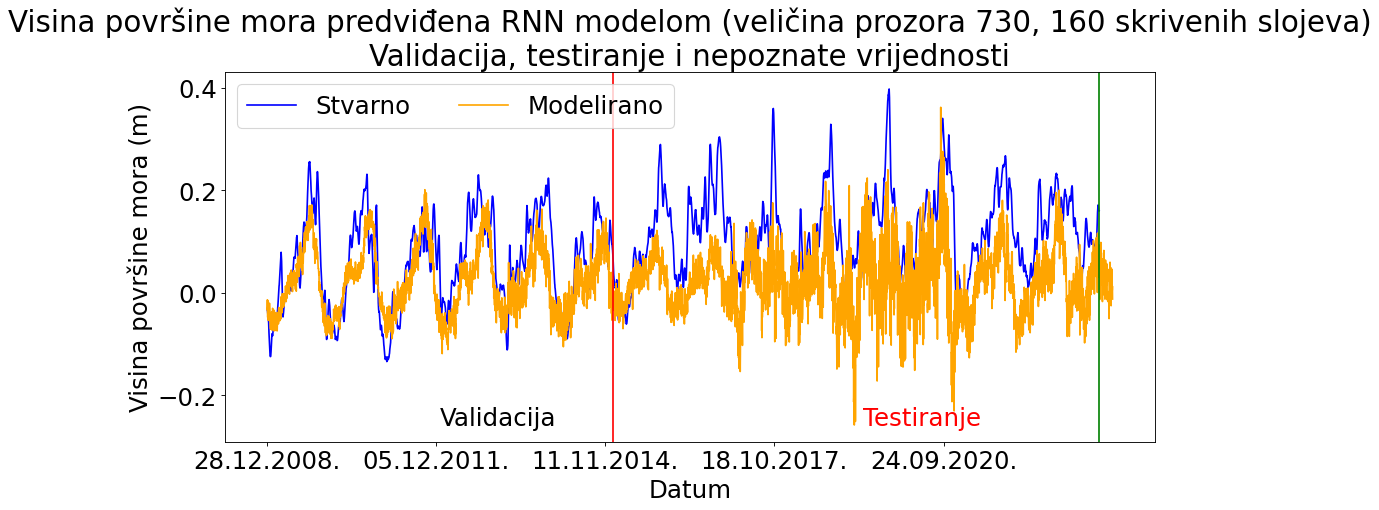 Visina površine mora predviđena RNN modelom (veličina prozora 730, 160 skrivenih slojeva)
Validacija, testiranje i nepoznate vrijednosti
Stvarno Modelirano
Visina površine mora (m)
0.4
0.2
0.0
−0.2
Validacija Testiranje
28.12.2008. 05.12.2011. 11.11.2014. 18.10.2017. 24.09.2020.
Datum